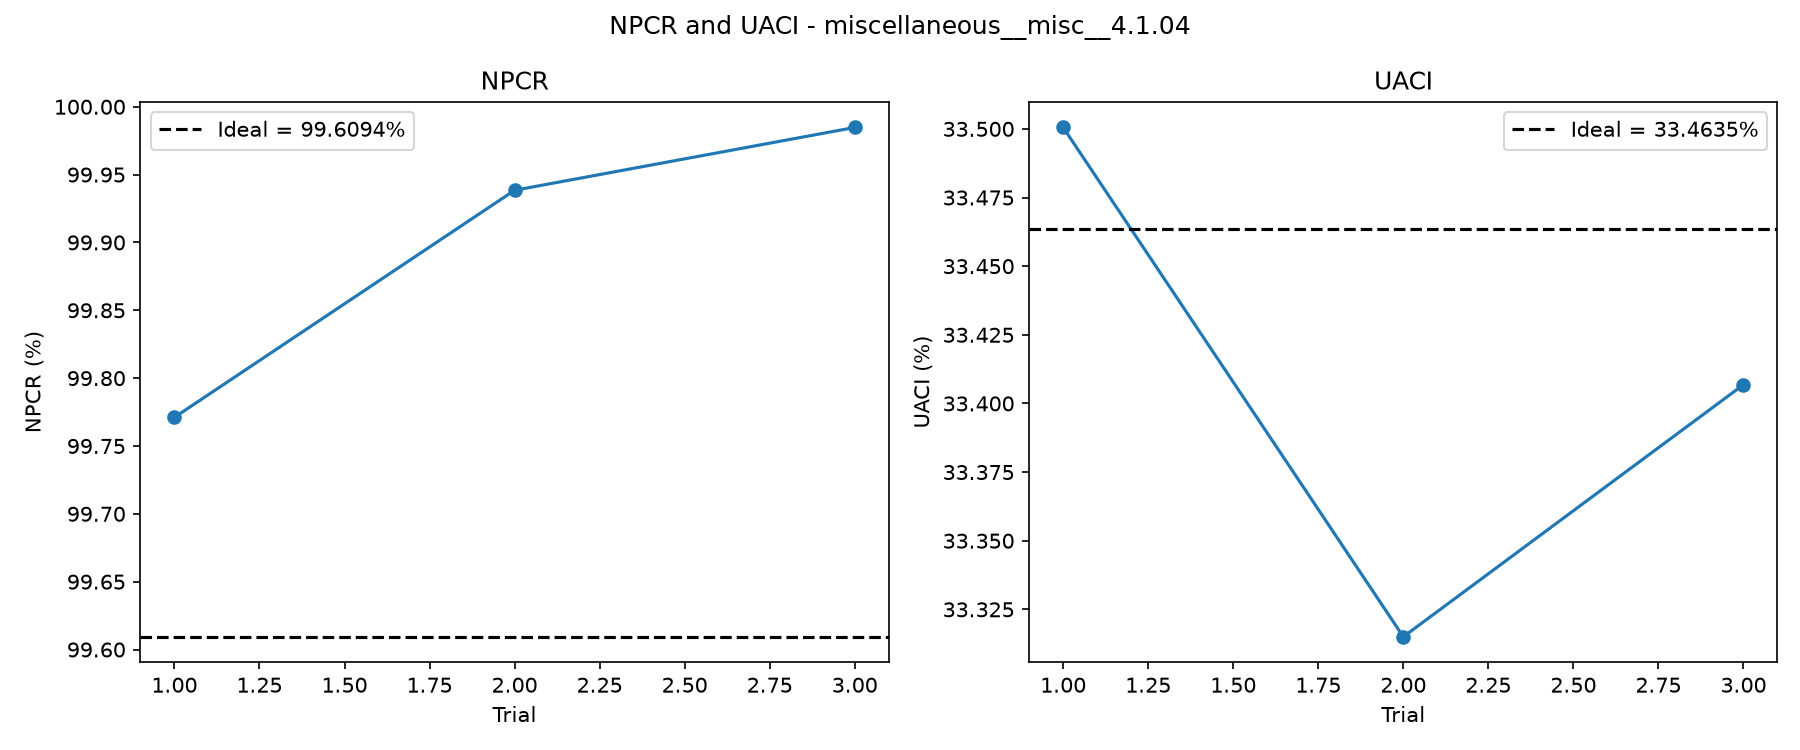 NPCR and UACI - miscellaneous__misc__4.1.04
NPCR
Ideal = 99.6094%
100.00
99.95
99.90
99.85
99.80
99.75
99.70
99.65
99.60
NPCR (%)
1.00 1.25 1.50 1.75 2.00 2.25 2.50 2.75 3.00
Trial
UACI
Ideal = 33.4635%
33.500
33.475
33.450
33.425
33.400
33.375
33.350
33.325
UACI (%)
1.00 1.25 1.50 1.75 2.00 2.25 2.50 2.75 3.00
Trial